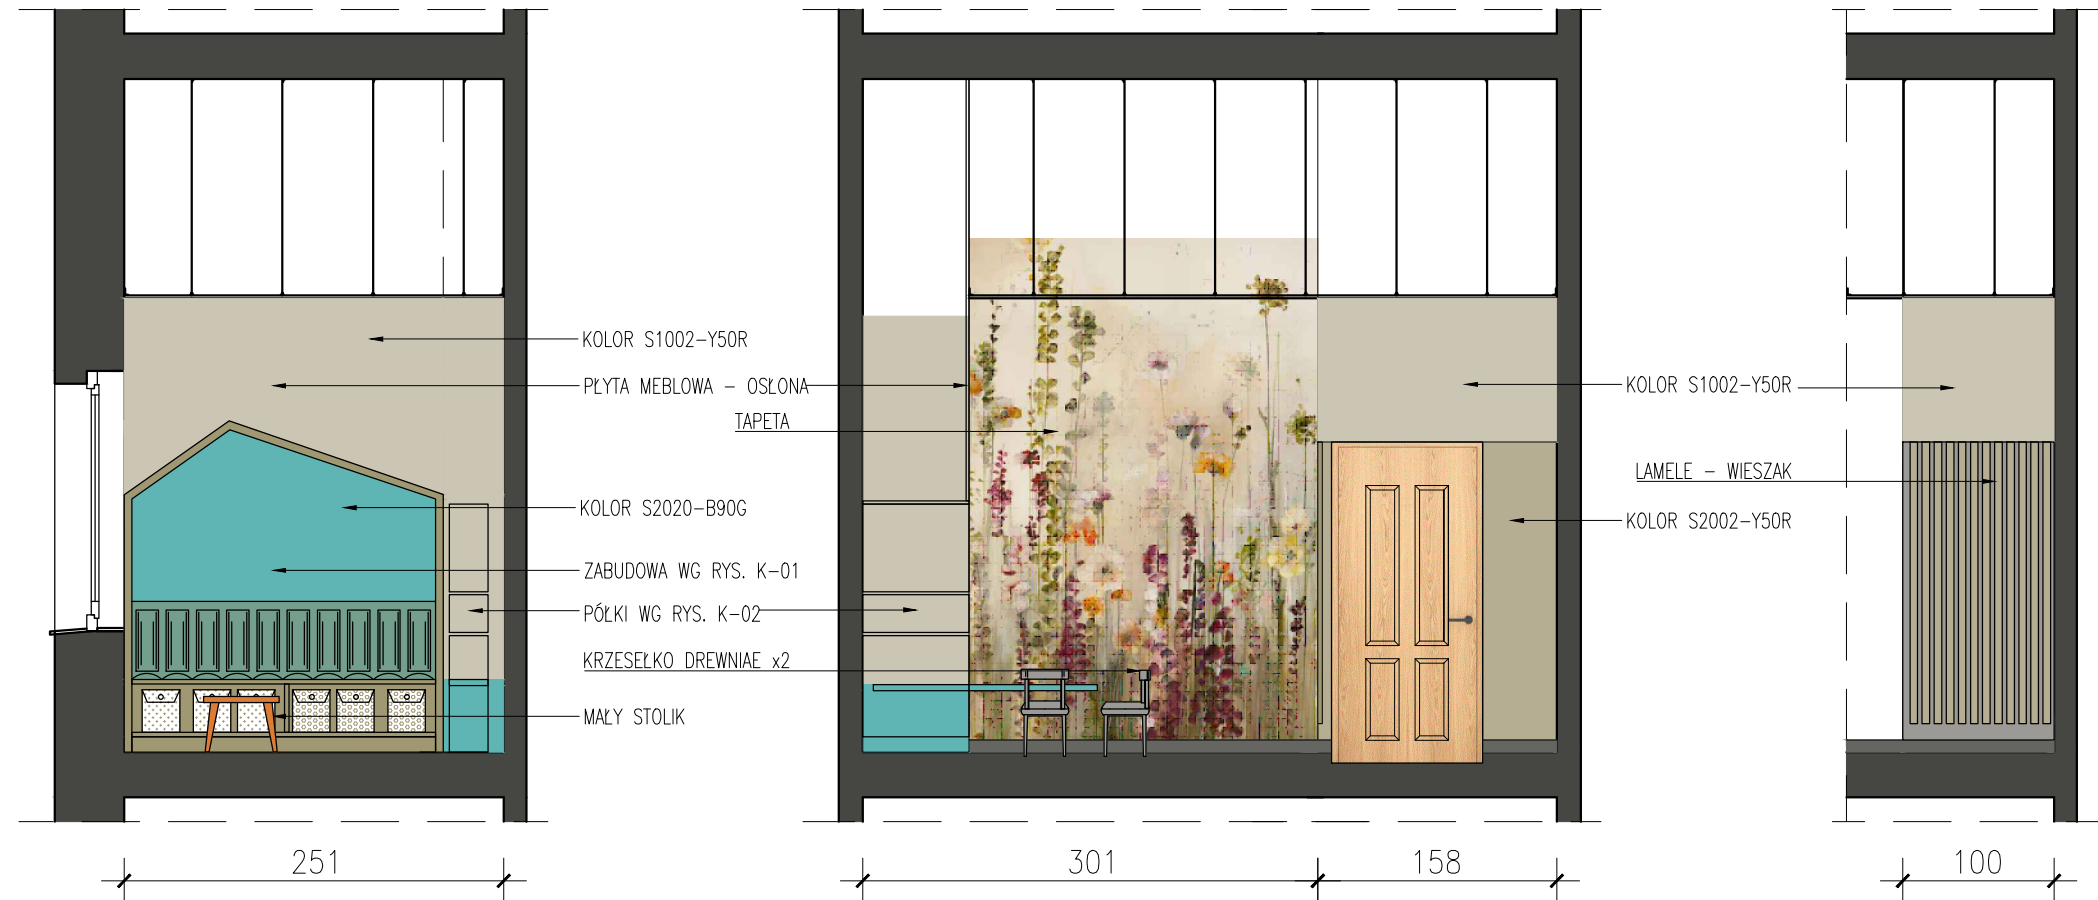 KOLOR S1002-Y50R
PŁYTA MEBLOWA - OSŁONA
TAPETA
KOLOR S2020-B90G
ZABUDOWA WG RYS. K-01
PÓŁKI WG RYS. K-02
KRZESEŁKO DREWNIAE x2
MAŁY STOLIK
KOLOR S1002-Y50R
LAMELE - WIESZAK
KOLOR S2002-Y50R
251
301
158
100